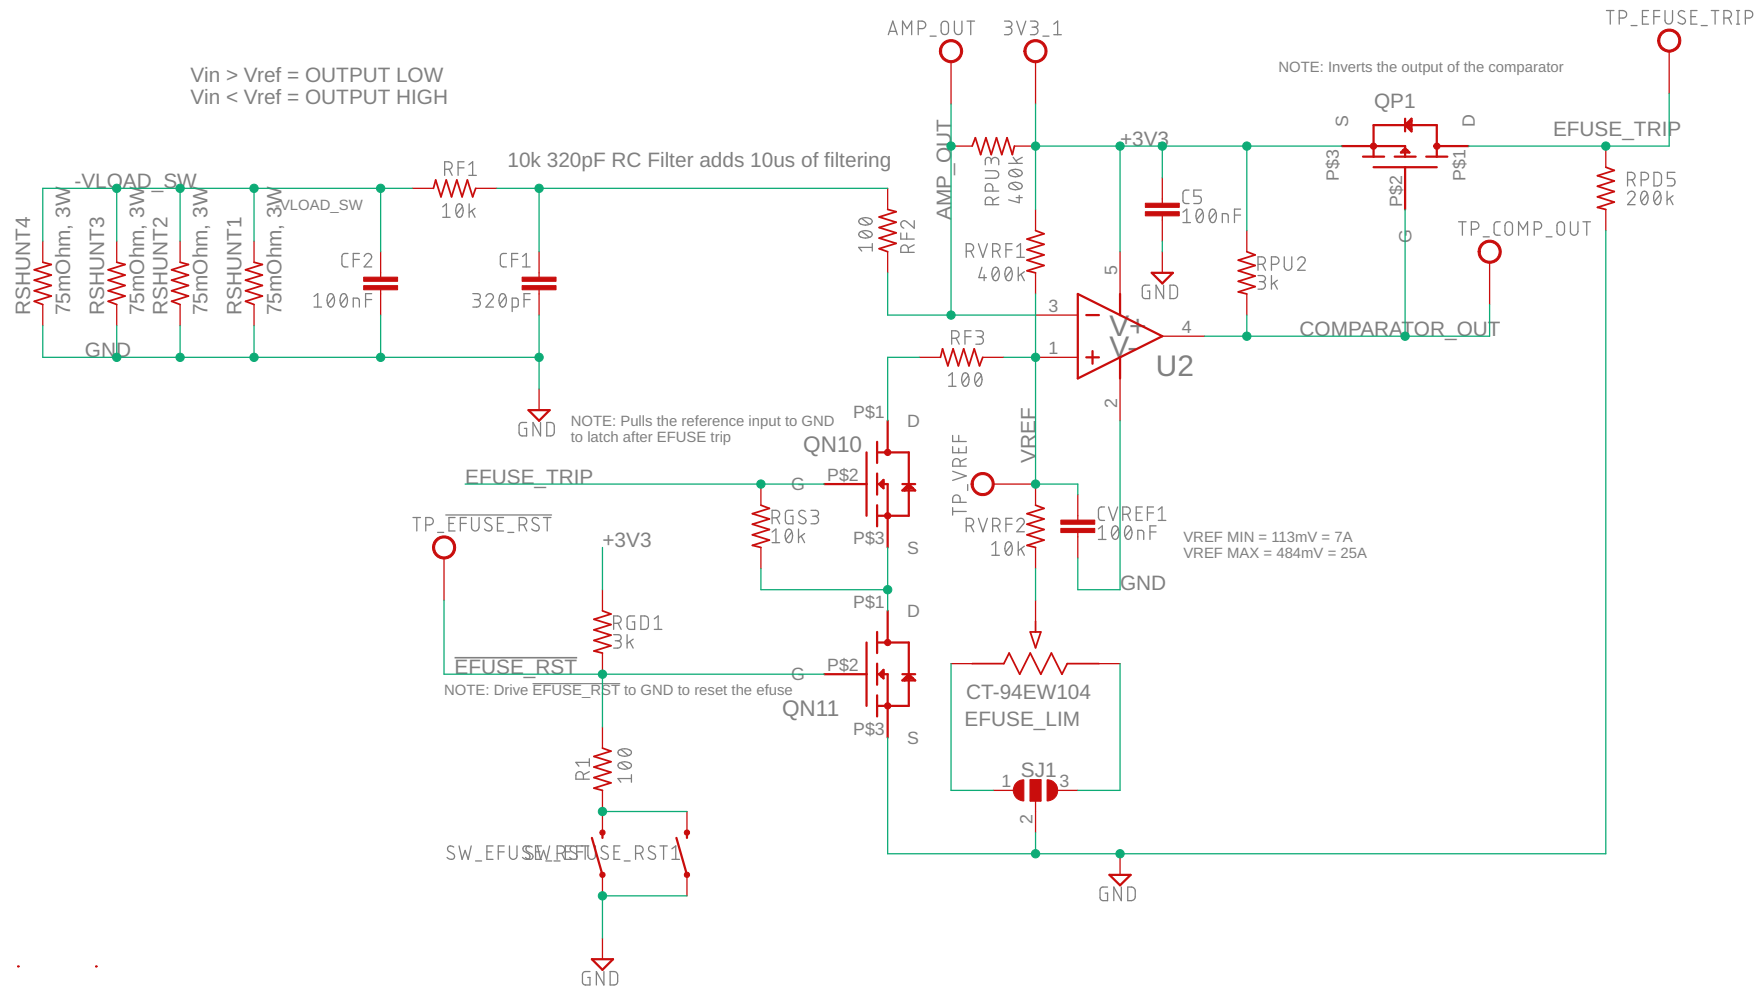 TP_EFUSE_TRIP
AMP_OUT
3V3_1
Vin > Vref = OUTPUT LOW
Vin < Vref = OUTPUT HIGH
NOTE: Inverts the output of the comparator
QP1
S
D
EFUSE_TRIP
+3V3
AMP_OUT
RPU3
400k
P$3
P$2
P$1
G
10k 320pF RC Filter adds 10us of filtering
RF1
10k
-VLOAD_SW
-VLOAD_SW
RSHUNT4
75mOhm, 3W
RSHUNT3
75mOhm, 3W
RSHUNT2
75mOhm, 3W
RSHUNT1
75mOhm, 3W
C5
100nF
RPD5
200k
100
RF2
TP_COMP_OUT
RVRF1
400k
CF2
100nF
CF1
320pF
5
GND
RPU2
3k
3
V+
V-
4
COMPARATOR_OUT
GND
RF3
100
1
U2
2
GND
NOTE: Pulls the reference input to GND
to latch after EFUSE trip
P$1
D
QN10
VREF
TP_VREF
EFUSE_TRIP
G
P$2
RGS3
10k
P$3
S
RVRF2
10k
CVREF1
100nF
VREF MIN = 113mV = 7A
VREF MAX = 484mV = 25A
TP_EFUSE_RST
+3V3
GND
P$1
D
RGD1
3k
EFUSE_RST
G
P$2
NOTE: Drive EFUSE_RST to GND to reset the efuse
QN11
P$3
S
CT-94EW104
EFUSE_LIM
R1
100
SJ1
1
3
2
SW_EFUSE_RST
SW_EFUSE_RST1
GND
GND